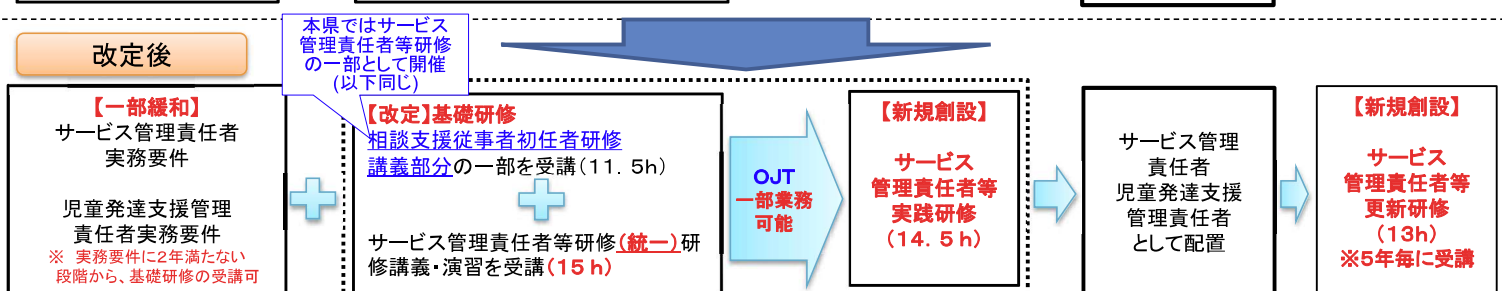 改定後
本県ではサービス
管理責任者等研修
の一部として開催
(以下同じ)
【一部緩和】
サービス管理責任者
実務要件
児童発達支援管理
責任者実務要件
※ 実務要件に2年満たない
段階から、基礎研修の受講可
【改定】基礎研修
相談支援従事者初任者研修
講義部分の一部を受講(11．5h)
サービス管理責任者等研修(統一)研
修講義・演習を受講(15ｈ)
OJT
一部業務
可能
【新規創設】
サービス
管理責任者等
実践研修
(14．5ｈ)
サービス管理
責任者
児童発達支援
管理責任者
として配置
【新規創設】
サービス
管理責任者等
更新研修
(13h)
※5年毎に受講